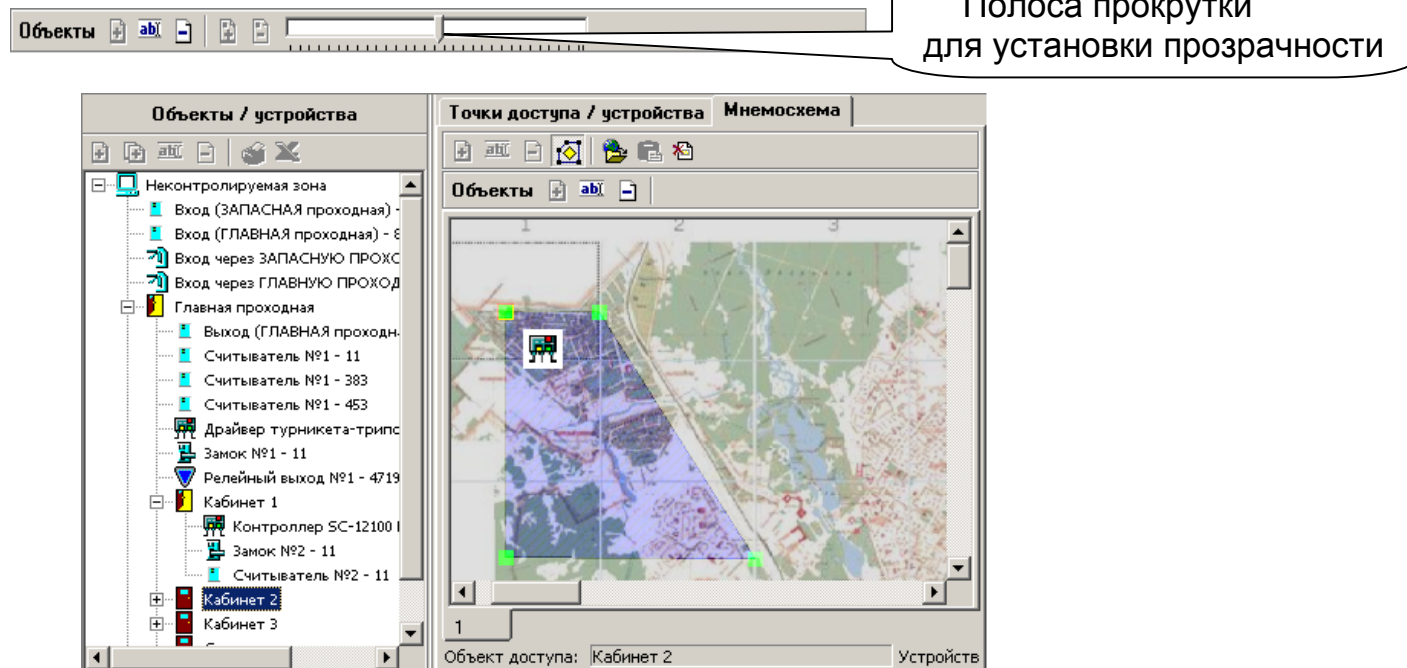 Полоса прокрутки
для установки прозрачности
Объекты
Объекты / устройства
Неконтролируемая зона
Вход (ЗАПАСНАЯ проходная) -
Вход (ГЛАВНАЯ проходная) - 8
Вход через ЗАПАСНУЮ ПРОХО
Вход через ГЛАВНУЮ ПРОХОД
Главная проходная
Выход (ГЛАВНАЯ проходн
Считыватель №1 - 11
Считыватель №1 - 383
Считыватель №1 - 453
Драйвер турникета-трипо
Замок №1 - 11
Релейный выход №1 - 4719
Кабинет 1
Контроллер SC-12100
Замок №2 - 11
Считыватель №2 - 11
Кабинет 2
Кабинет 3
Точки доступа / устройства Мнемосхема
Объекты
1 2 3
1
Объект доступа: Кабинет 2 Устройств